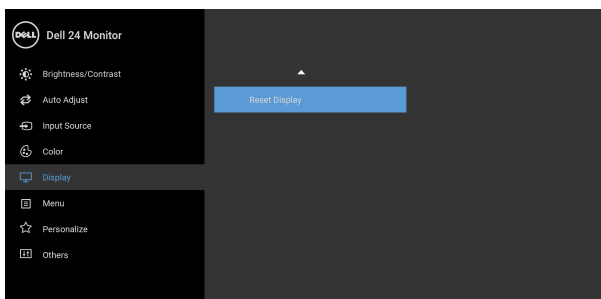 DELL Dell 24 Monitor
Brightness/Contrast
Auto Adjust
Reset Display
Input Source
Color
Display
Menu
Personalize
Others